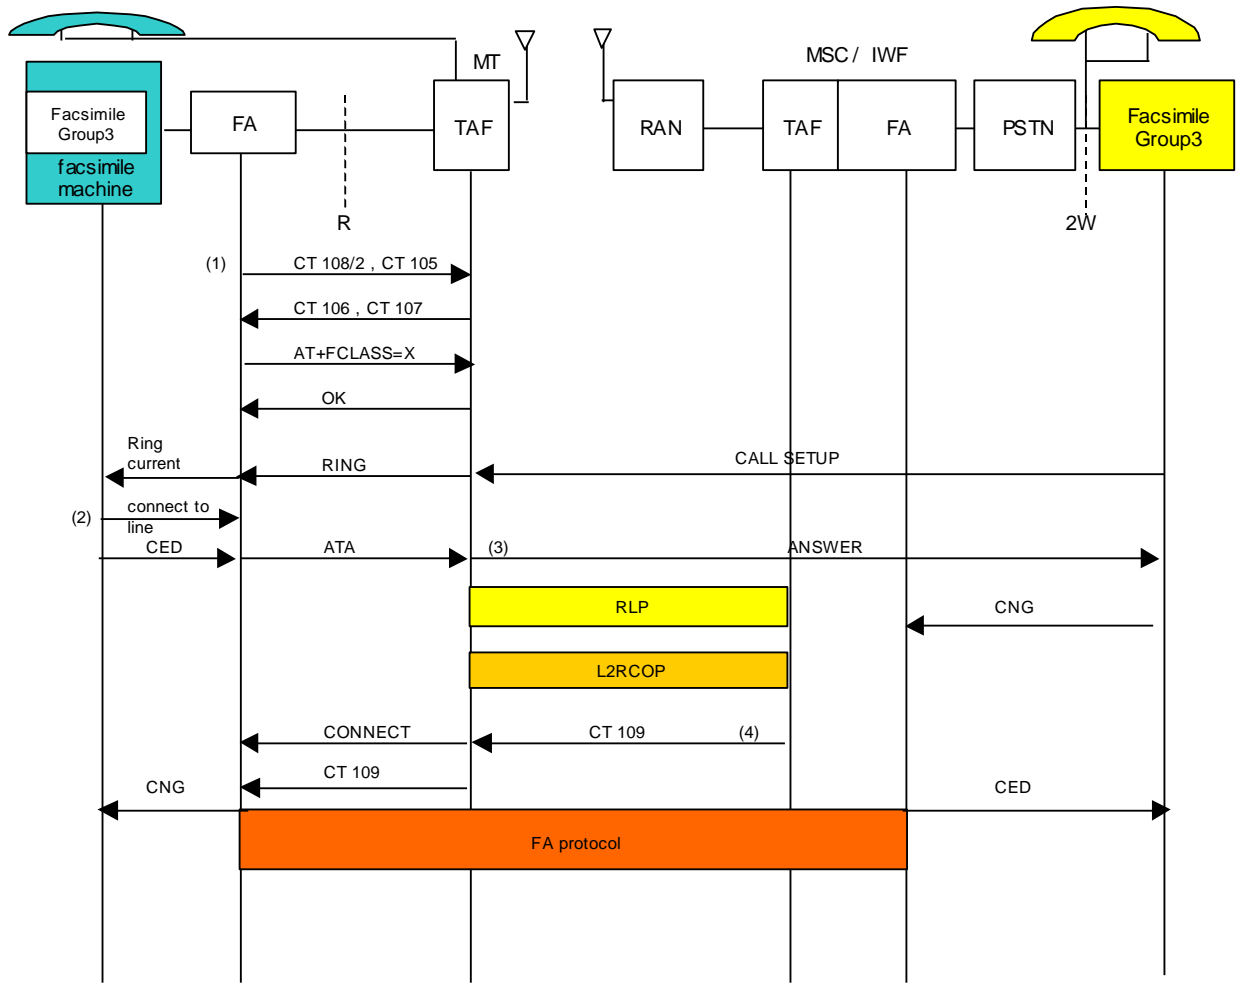 MT
MSC / IWF
Facsimile
Group3
facsimile
machine
FA
TAF
RAN
TAF
FA
PSTN
Facsimile
Group3
R
2W
(1)
CT 108/2 , CT 105
CT 106 , CT 107
AT+FCLASS=X
OK
Ring
current
RING
CALL SETUP
(2)
connect to
line
CED
ATA
(3)
ANSWER
RLP
CNG
L2RCOP
CONNECT
CT 109
(4)
CT 109
CNG
CED
FA protocol